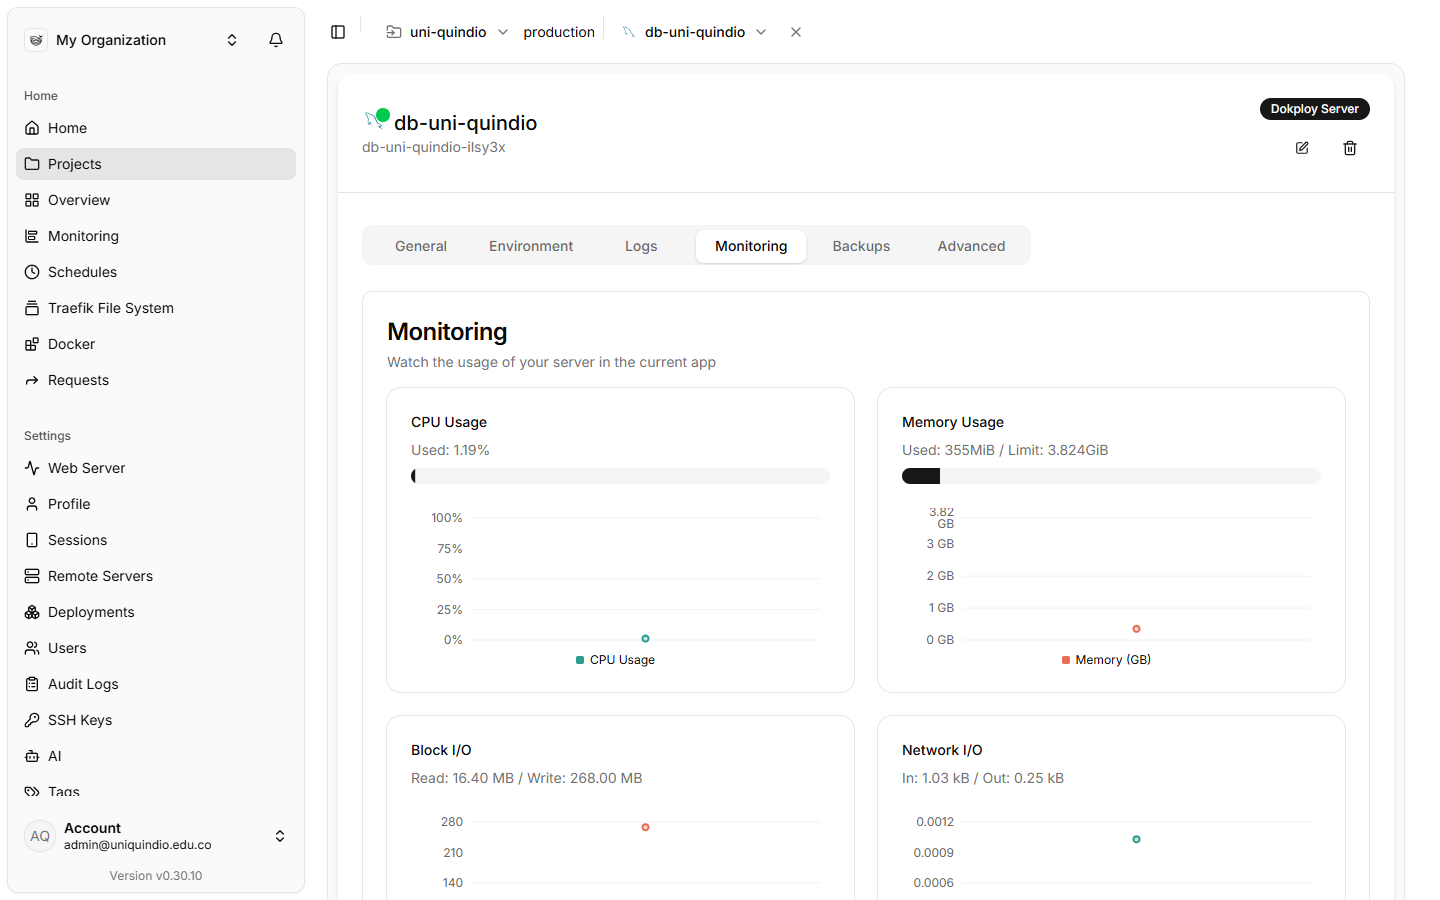 My Organization
Home
Home
Projects
Overview
Monitoring
Schedules
Traefik File System
Docker
Requests
Settings
Web Server
Profile
Sessions
Remote Servers
Deployments
Users
Audit Logs
SSH Keys
AI
Tags
AQ
Account
admin@uniquindio.edu.co
Version v0.30.10
uni-quindio
production
db-uni-quindio
db-uni-quindio
db-uni-quindio-ilsy3x
Dokploy Server
General
Environment
Logs
Monitoring
Backups
Advanced
Monitoring
Watch the usage of your server in the current app
CPU Usage
Used: 1.19%
100%
75%
50%
25%
0%
CPU Usage
Memory Usage
Used: 355MiB / Limit: 3.824GiB
3.82
GB
3 GB
2 GB
1 GB
0 GB
Memory (GB)
Block I/O
Read: 16.40 MB / Write: 268.00 MB
280
210
140
Network I/O
In: 1.03 kB / Out: 0.25 kB
0.0012
0.0009
0.0006